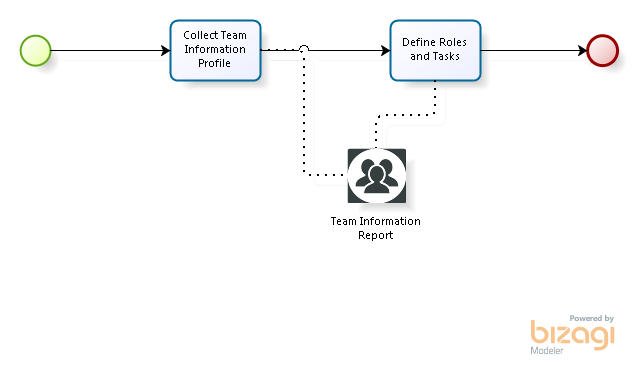 Collect Team
Information
Profile
Define Roles
and Tasks
Team Information
Report
Powered by
bizagi
Modeler